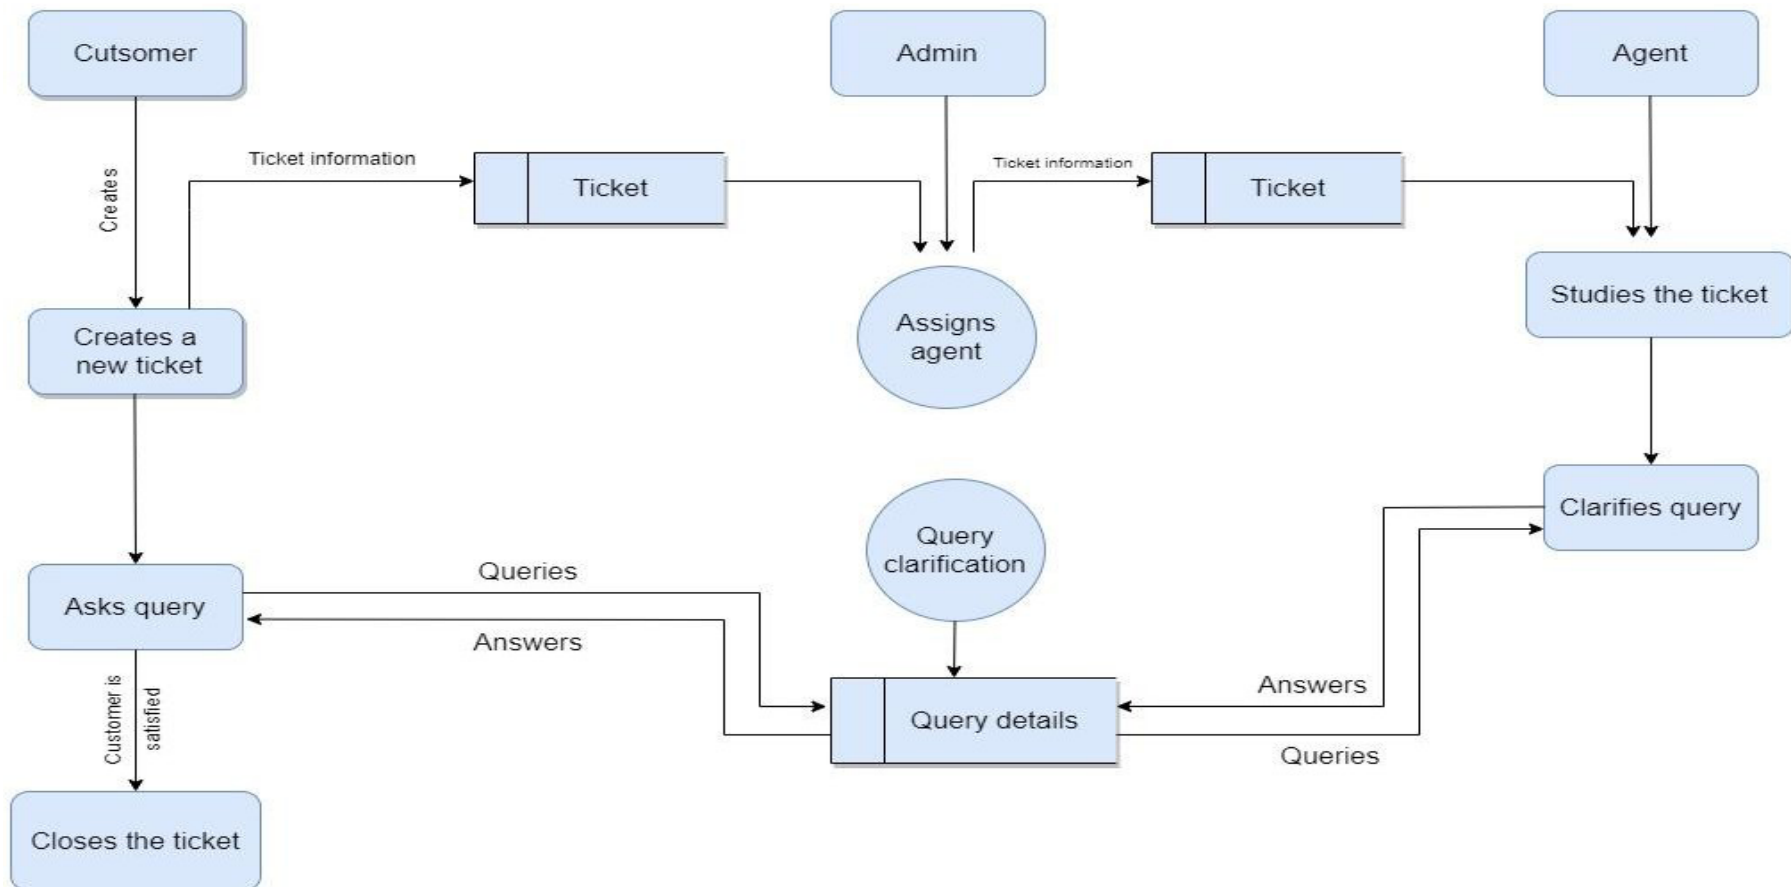 Cutsomer
Admin
Agent
Creates
Ticket information
Ticket
Ticket information
Ticket
Creates a
new ticket
Assigns
agent
Studies the ticket
Query
clarification
Clarifies query
Asks query
Queries
Answers
Customer is
satisfied
Query details
Answers
Queries
Closes the ticket